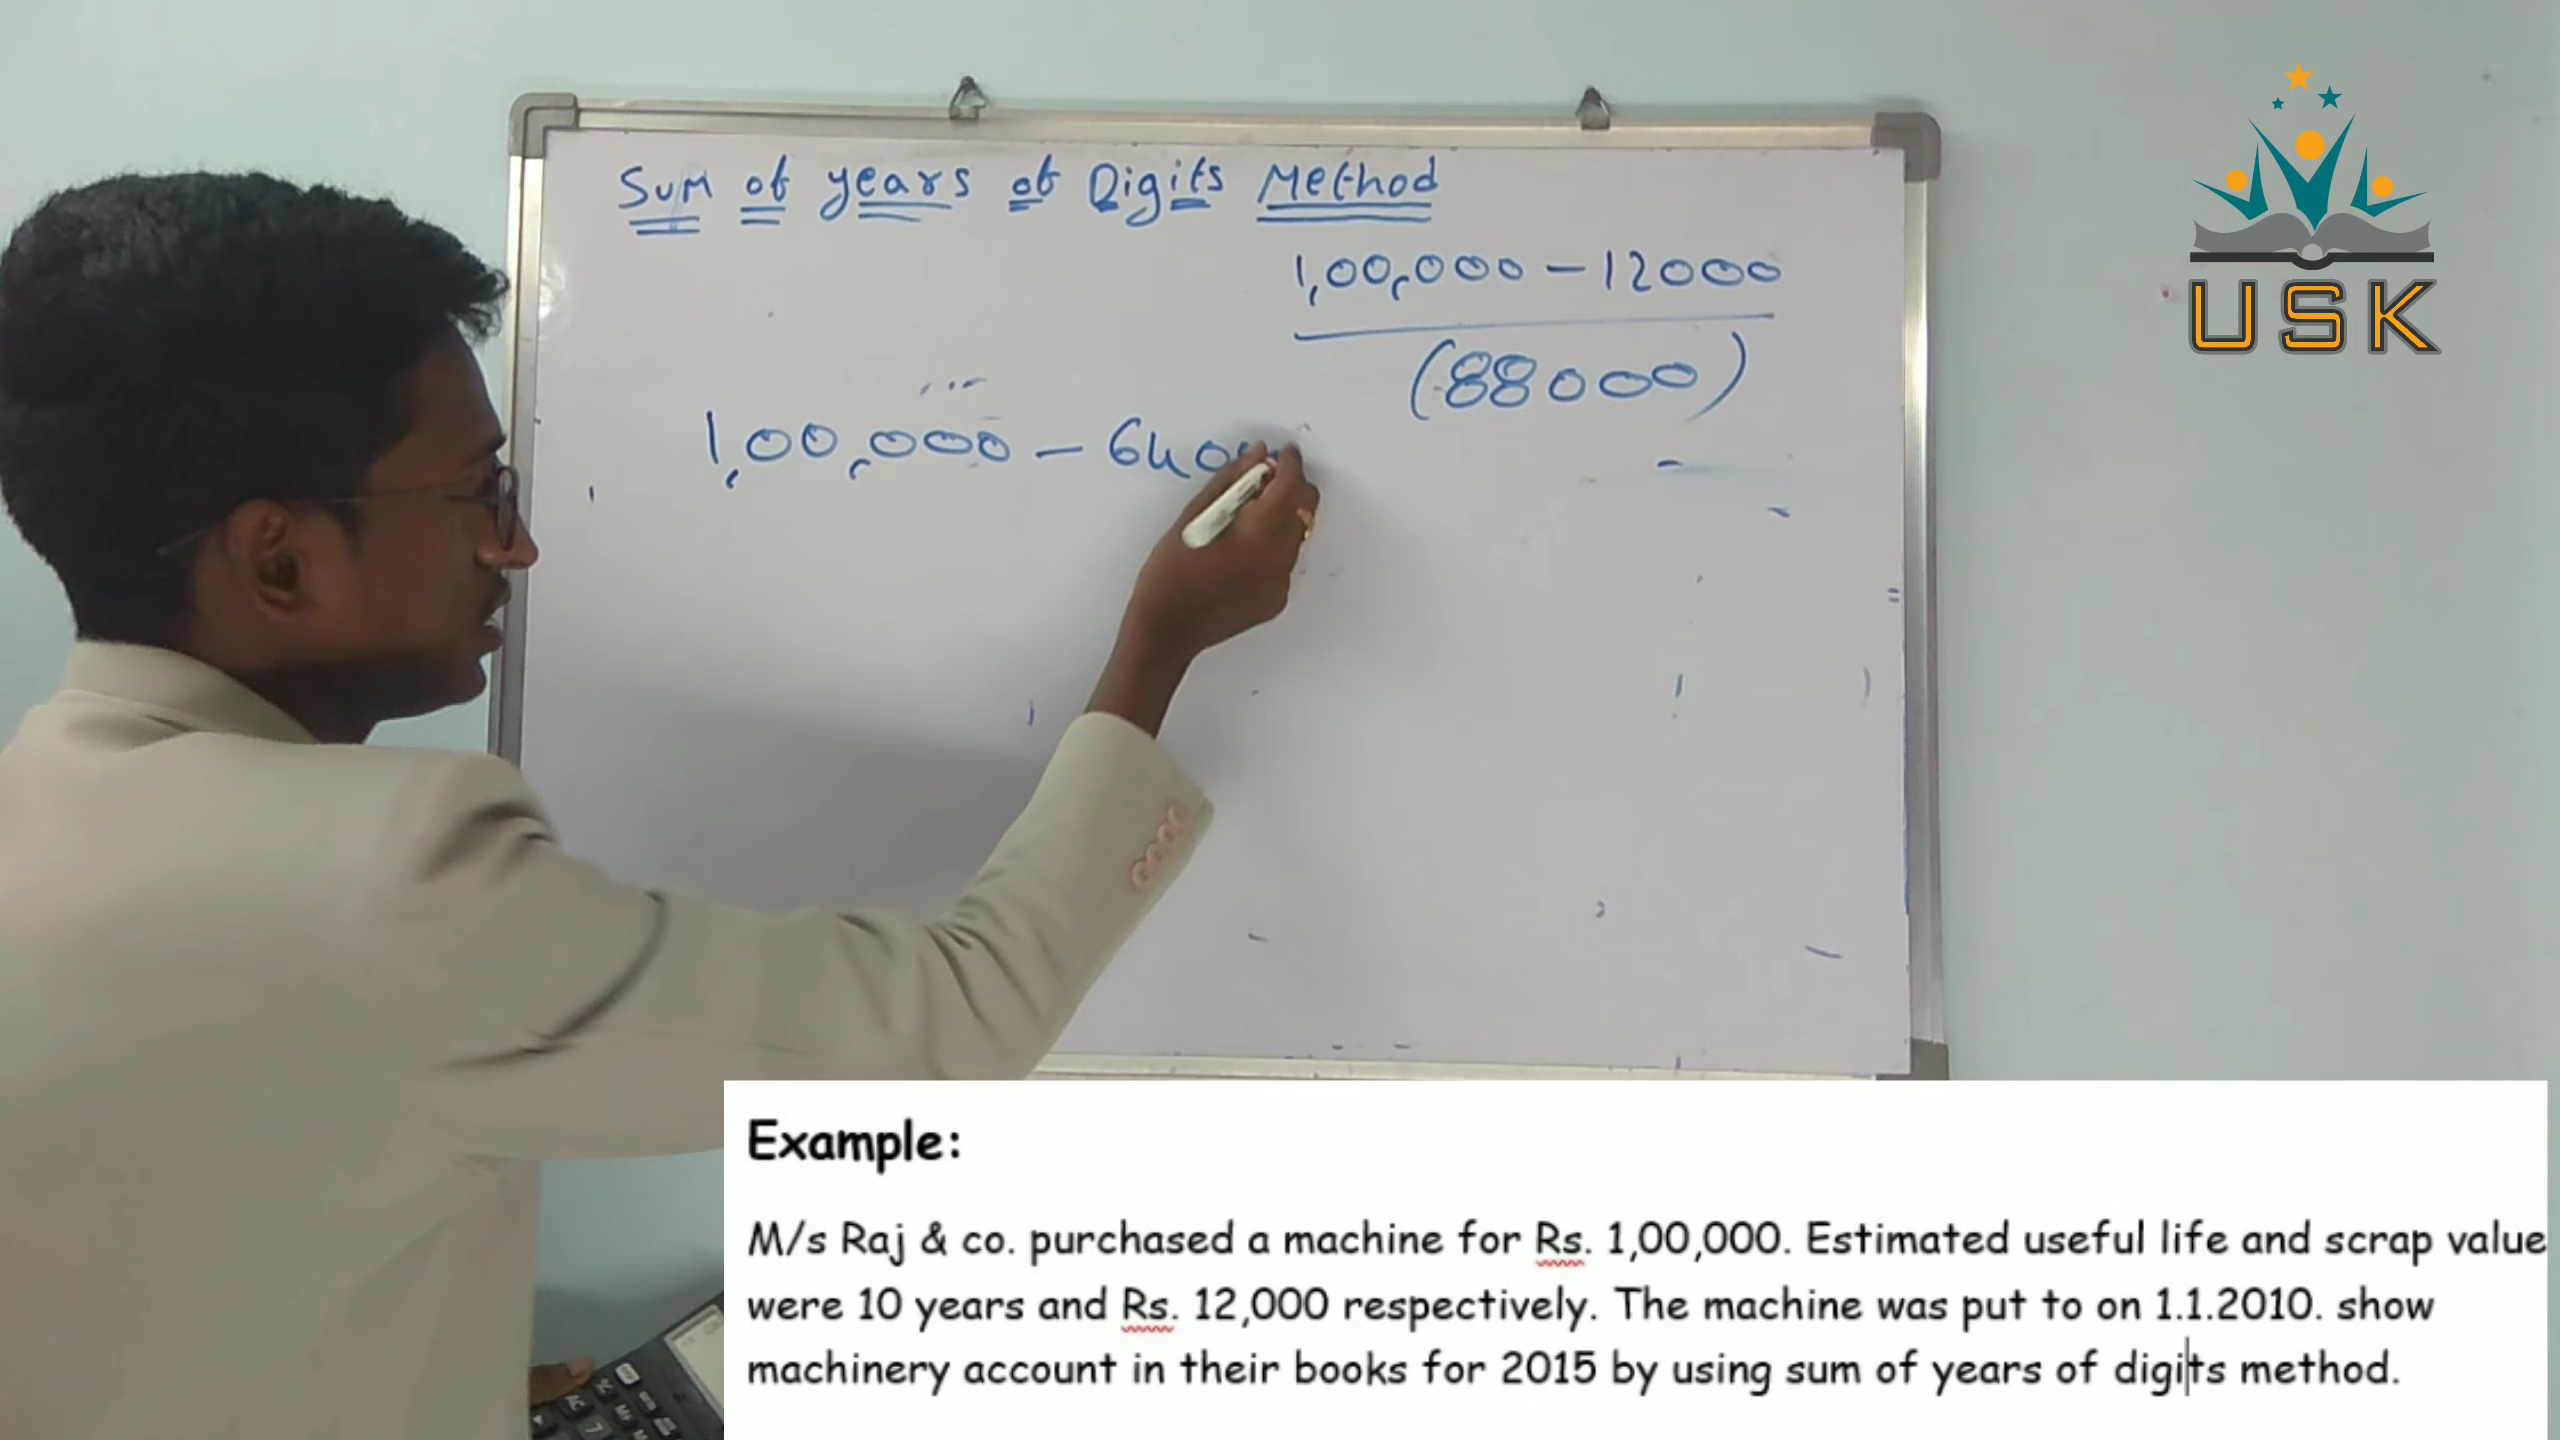 Sum of years of Digits Method
1,00,000 - 12000
(88000)
1,00,000 - 6400
USK
Example:
M/s Raj & co. purchased a machine for Rs. 1,00,000. Estimated useful life and scrap value
were 10 years and Rs. 12,000 respectively. The machine was put to on 1.1.2010. show
machinery account in their books for 2015 by using sum of years of digits method.